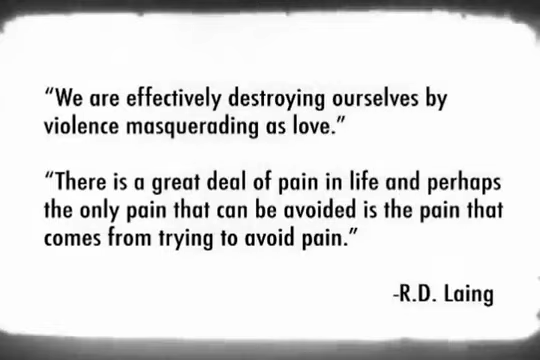 “We are effectively destroying ourselves by
violence masquerading as love.”
“There is a great deal of pain in life and perhaps
the only pain that can be avoided is the pain that
comes from trying to avoid pain.”
-R.D. Laing